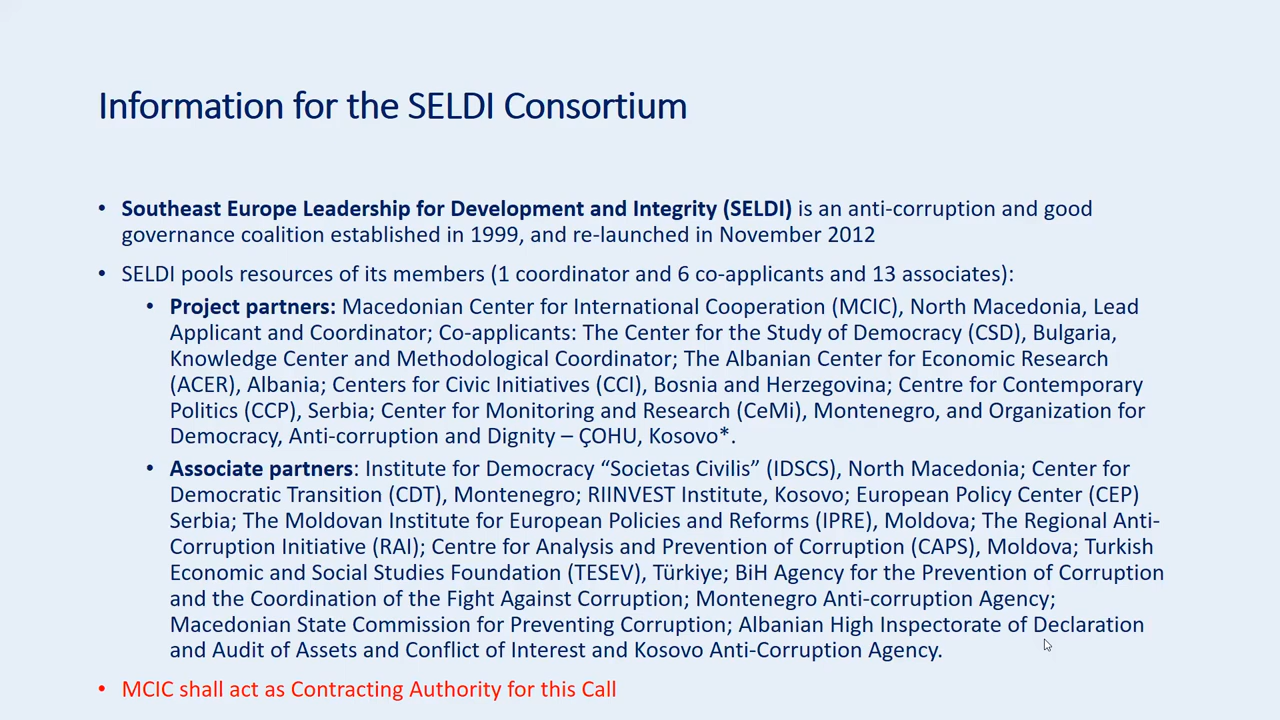 Information for the SELDI Consortium
• Southeast Europe Leadership for Development and Integrity (SELDI) is an anti-corruption and good
governance coalition established in 1999, and re-launched in November 2012
• SELDI pools resources of its members (1 coordinator and 6 co-applicants and 13 associates):
• Project partners: Macedonian Center for International Cooperation (MCIC), North Macedonia, Lead
Applicant and Coordinator; Co-applicants: The Center for the Study of Democracy (CSD), Bulgaria,
Knowledge Center and Methodological Coordinator; The Albanian Center for Economic Research
(ACER), Albania; Centers for Civic Initiatives (CCI), Bosnia and Herzegovina; Centre for Contemporary
Politics (CCP), Serbia; Center for Monitoring and Research (CeMi), Montenegro, and Organization for
Democracy, Anti-corruption and Dignity – ÇOHU, Kosovo*.
• Associate partners: Institute for Democracy “Societas Civilis” (IDSCS), North Macedonia; Center for
Democratic Transition (CDT), Montenegro; RIINVEST Institute, Kosovo; European Policy Center (CEP)
Serbia; The Moldovan Institute for European Policies and Reforms (IPRE), Moldova; The Regional Anti-
Corruption Initiative (RAI); Centre for Analysis and Prevention of Corruption (CAPS), Moldova; Turkish
Economic and Social Studies Foundation (TESEV), Türkiye; BiH Agency for the Prevention of Corruption
and the Coordination of the Fight Against Corruption; Montenegro Anti-corruption Agency;
Macedonian State Commission for Preventing Corruption; Albanian High Inspectorate of Declaration
and Audit of Assets and Conflict of Interest and Kosovo Anti-Corruption Agency.
• MCIC shall act as Contracting Authority for this Call